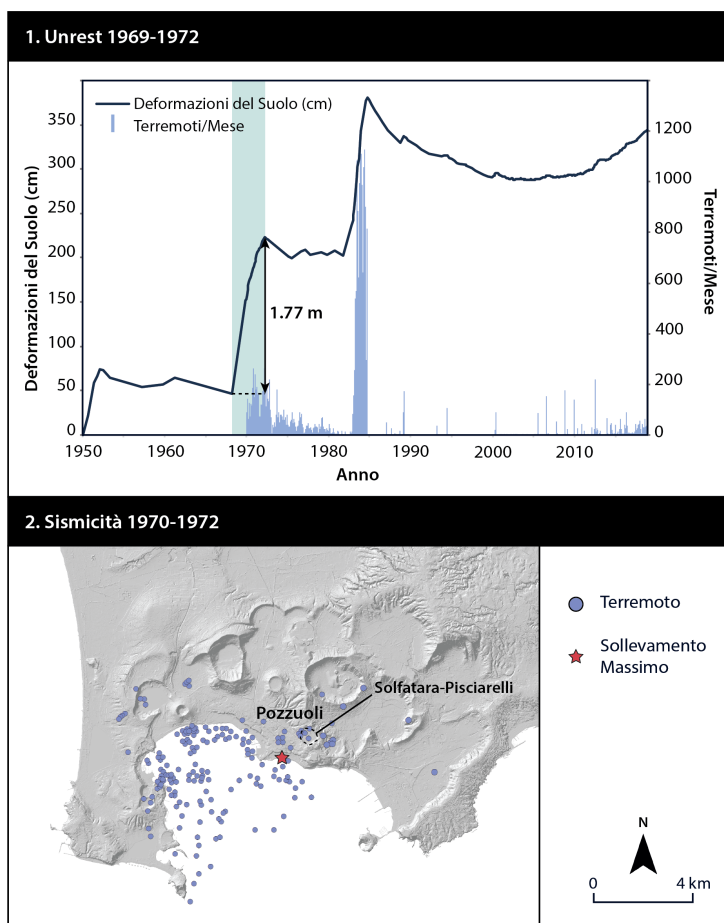 1. Unrest 1969-1972
Deformazioni del Suolo (cm)
Terremoti/Mese
Deformazioni del Suolo (cm)
350
300
250
200
150
100
50
0
1.77 m
1200
1000
800
600
400
200
0
Terremoti/Mese
1950 1960 1970 1980 1990 2000 2010
Anno
2. Sismicità 1970-1972
Terremoto
Sollevamento
Massimo
Solfatara-Pisciarelli
Pozzuoli
N
0 4 km